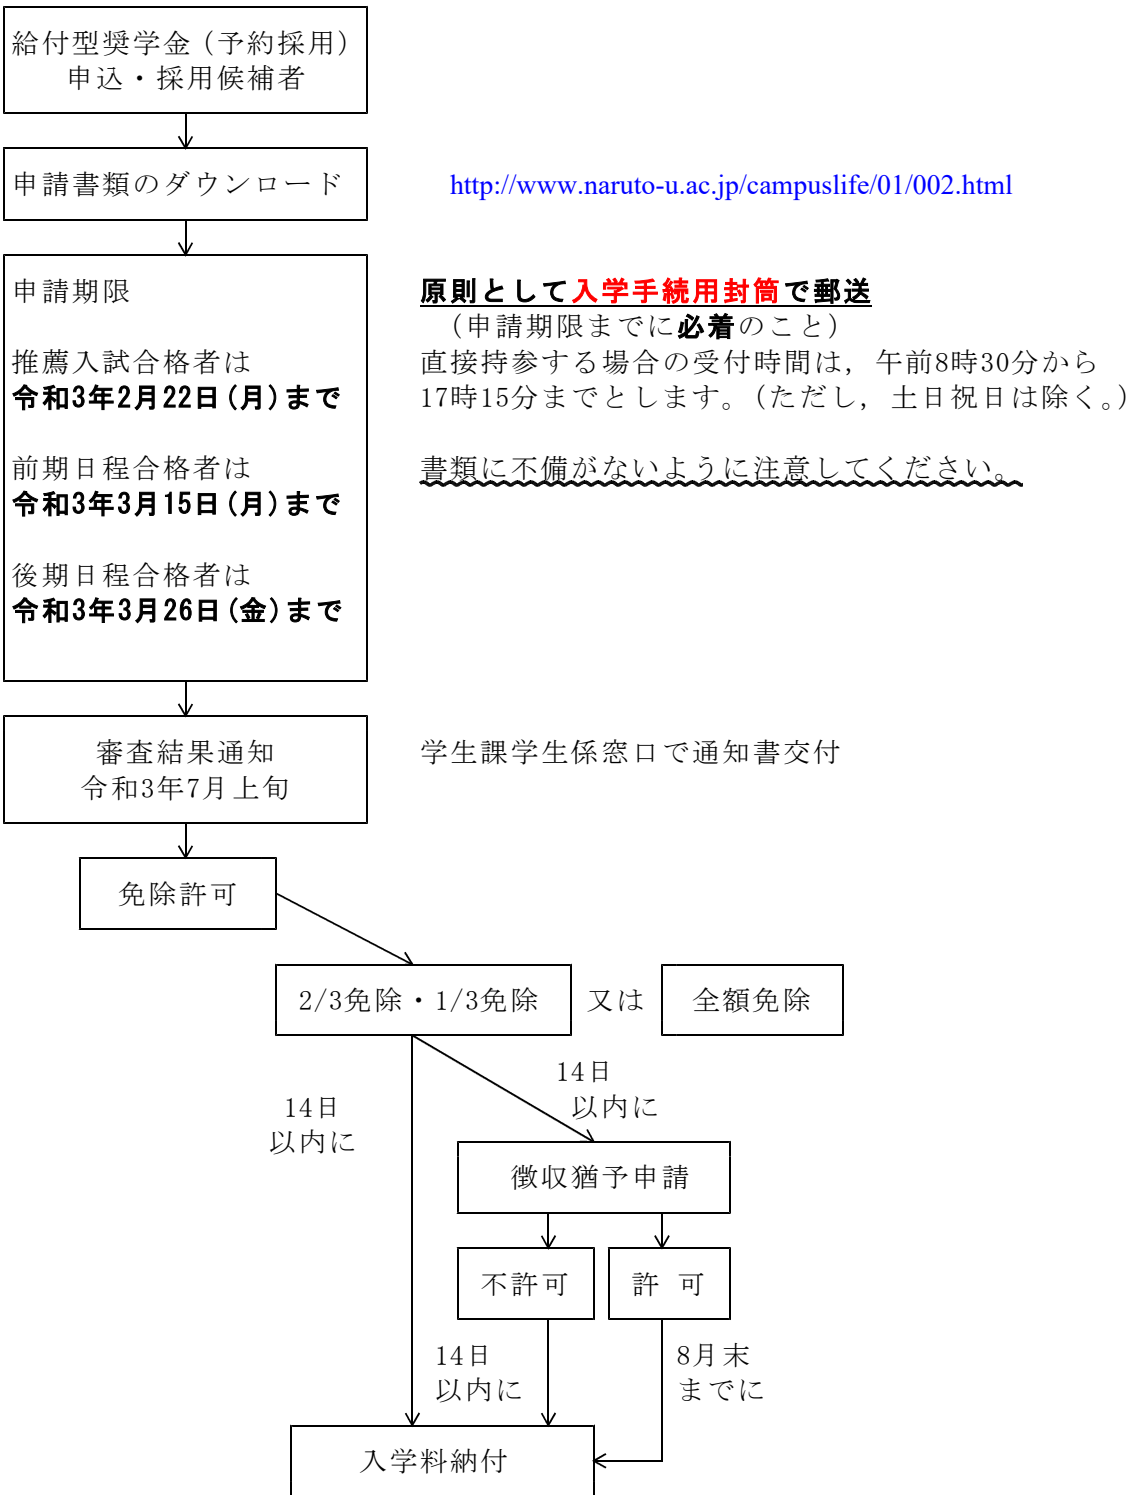 給付型奨学金（予約採用）
申込・採用候補者
申請書類のダウンロード
http://www.naruto-u.ac.jp/campuslife/01/002.html
申請期限
推薦入試合格者は
令和3年2月22日(月)まで
前期日程合格者は
令和3年3月15日(月)まで
後期日程合格者は
令和3年3月26日(金)まで
原則として入学手続用封筒で郵送
（申請期限までに必着のこと）
直接持参する場合の受付時間は，午前8時30分から
17時15分までとします。（ただし，土日祝日は除く。）
書類に不備がないように注意してください。
審査結果通知
令和3年7月上旬
学生課学生係窓口で通知書交付
免除許可
2/3免除・1/3免除
又は
全額免除
14日
以内に
14日
以内に
徴収猶予申請
不許可
許 可
14日
以内に
8月末
までに
入学料納付